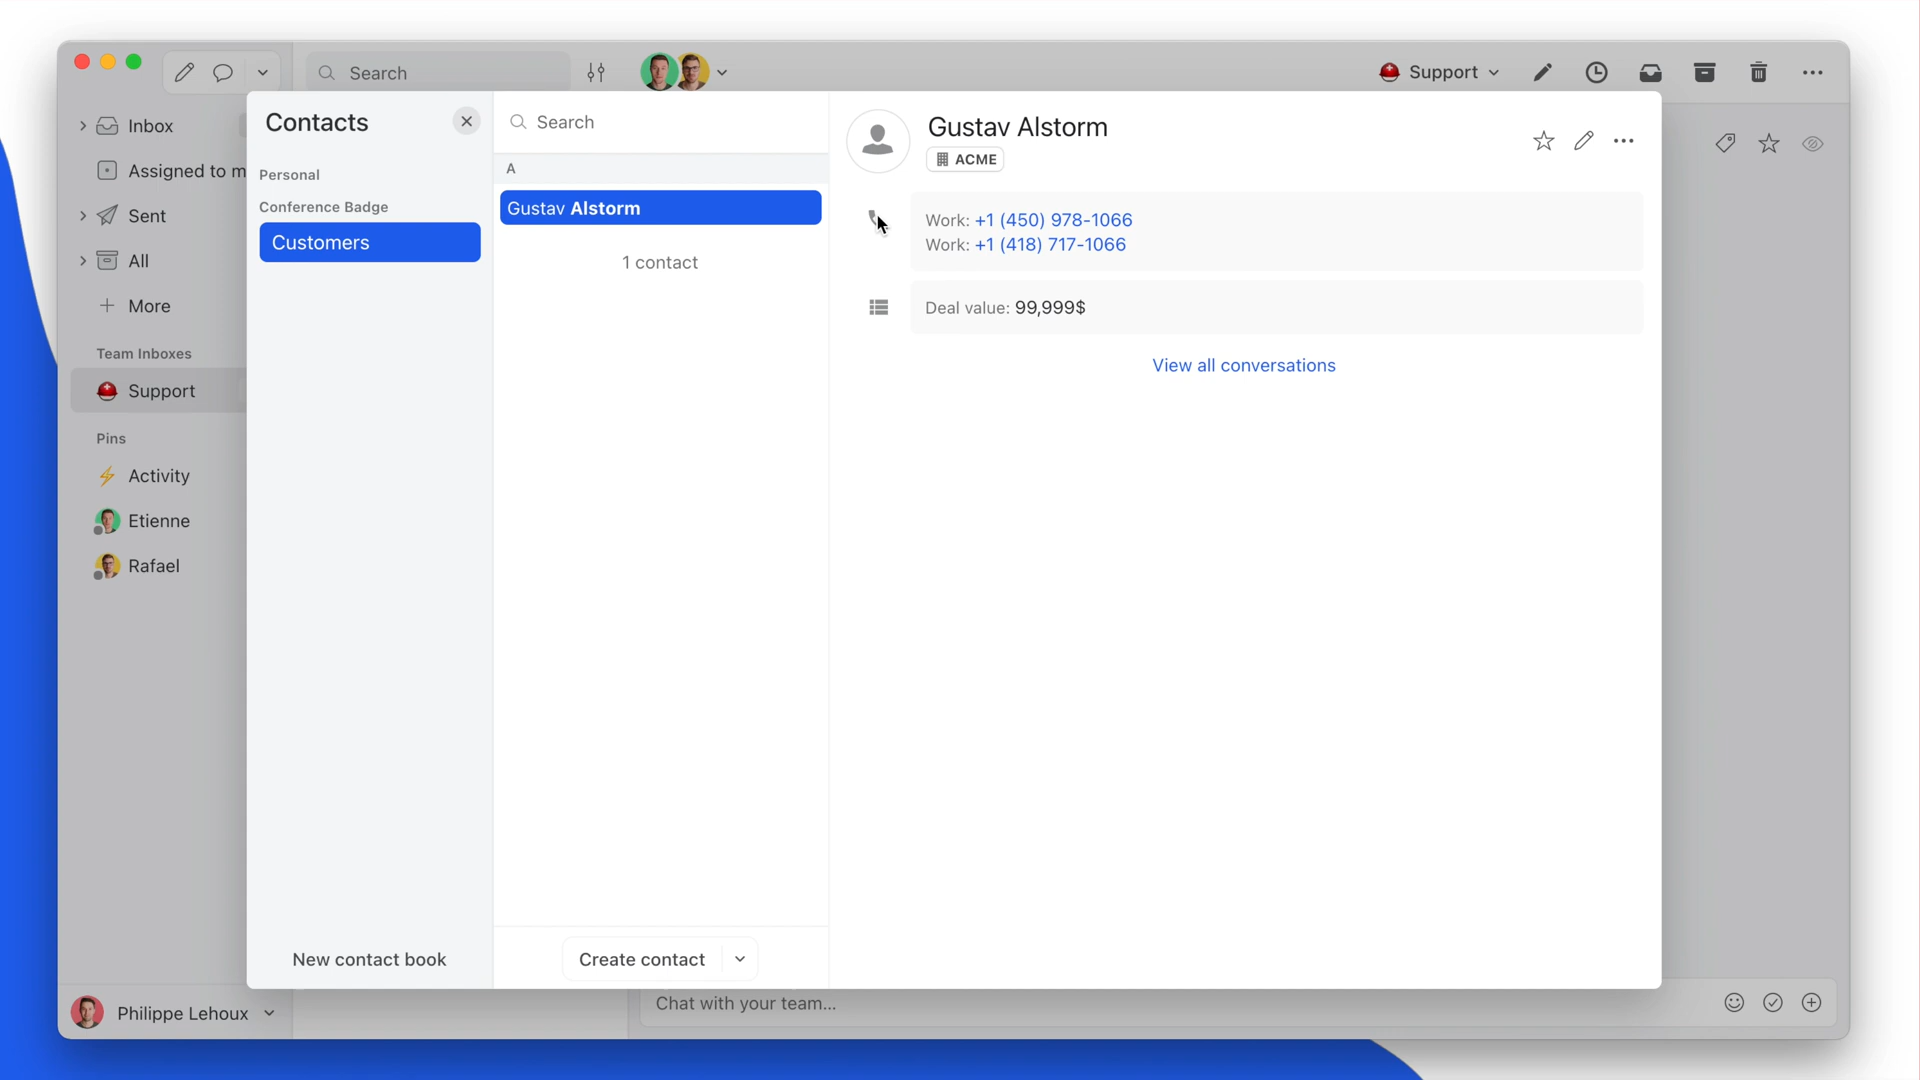 Search
Support
Inbox
Assigned to m
Sent
All
More
Team Inboxes
Support
Pins
Activity
Etienne
Rafael
Philippe Lehoux
Contacts
Personal
Conference Badge
Customers
New contact book
Search
A
Gustav Alstorm
1 contact
Create contact
Gustav Alstorm
ACME
Work: +1 (450) 978-1066
Work: +1 (418) 717-1066
Deal value: 99,999$
View all conversations
Chat with your team...